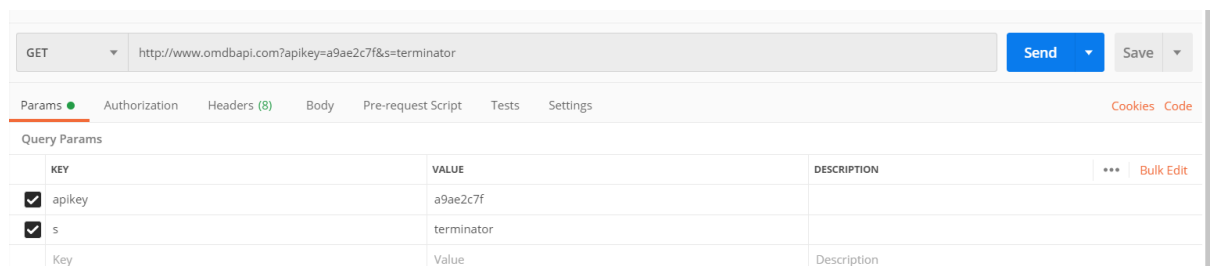 GET http://www.omdbapi.com?apikey=a9ae2c7f&s=terminator Send Save
Params Authorization Headers (8) Body Pre-request Script Tests Settings Cookies Code
Query Params
KEY VALUE DESCRIPTION ••• Bulk Edit
apikey a9ae2c7f
s terminator
Key Value Description